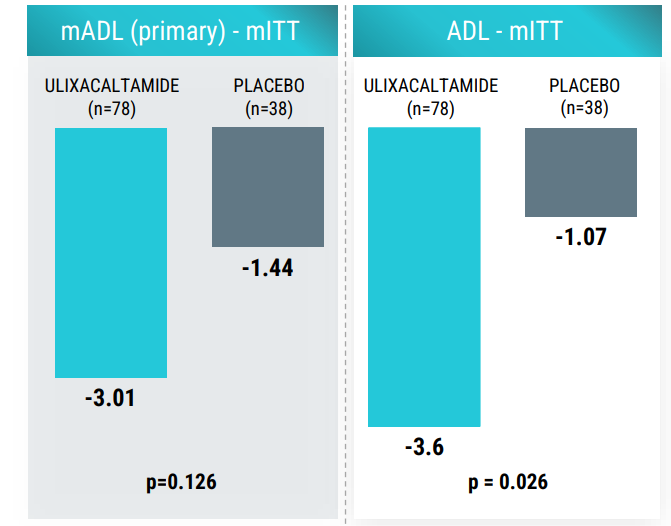 mADL (primary) - mITT
ULIXACALTAMIDE
(n=78)
PLACEBO
(n=38)
-1.44
-3.01
p=0.126
ADL - mITT
ULIXACALTAMIDE
(n=78)
PLACEBO
(n=38)
-1.07
-3.6
p = 0.026